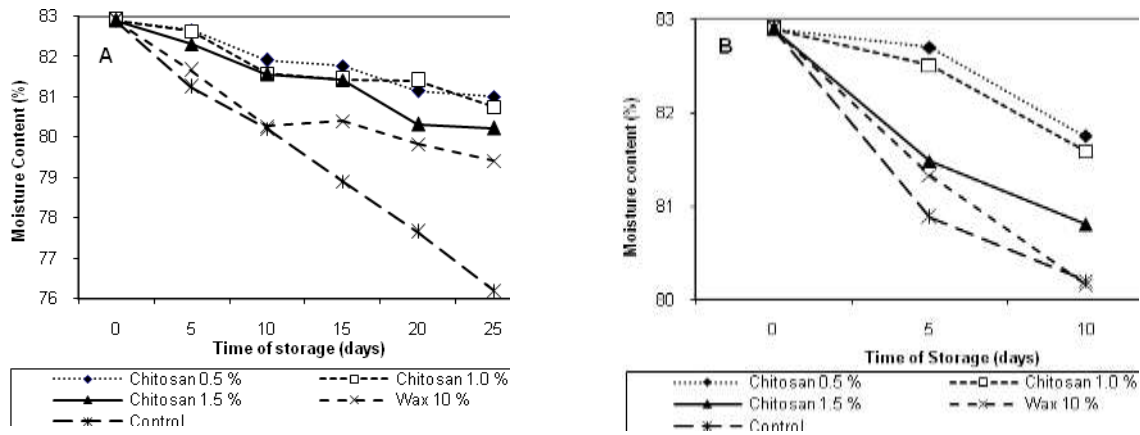 83
82
81
80
79
78
77
76
Moisture Content (%)
A
0 5 10 15 20 25
Time of storage (days)
Chitosan 0.5 % Chitosan 1.0 %
Chitosan 1.5 % Wax 10 %
Control
83
82
81
80
Moisture content (%)
B
0 5 10
Time of Storage (days)
Chitosan 0.5 % Chitosan 1.0 %
Chitosan 1.5 % Wax 10 %
Control